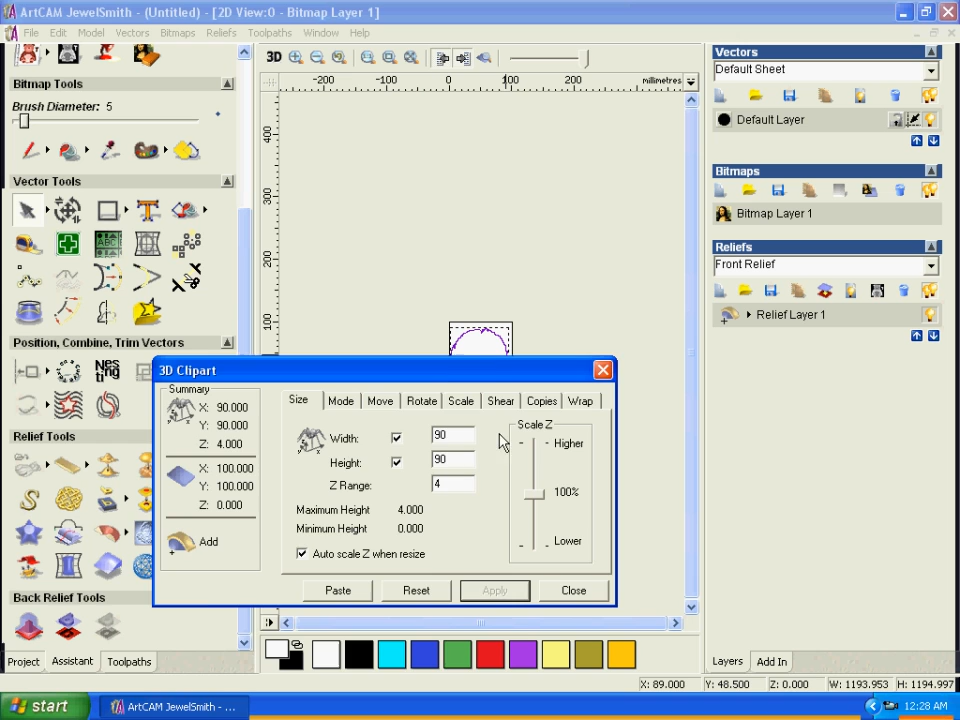 ArtCAM JewelSmith - (Untitled) - [2D View:0 - Bitmap Layer 1]
File Edit Model Vectors Bitmaps Reliefs Toolpaths Window Help
3D
-200 -100 0 100 200 millimetres
400
300
200
100
Bitmap Tools
Brush Diameter: 5
Vector Tools
ABC
Position, Combine, Trim Vectors
Nes
ting
Relief Tools
Back Relief Tools
Project Assistant Toolpaths
3D Clipart
Summary
X: 90.000
Y: 90.000
Z: 4.000
X: 100.000
Y: 100.000
Z: 0.000
Add
Size Mode Move Rotate Scale Shear Copies Wrap
Width: 90
Height: 90
Z Range: 4
Maximum Height 4.000
Minimum Height 0.000
Auto scale Z when resize
Scale Z
Higher
100%
Lower
Paste Reset Apply Close
Vectors
Default Sheet
Default Layer
Bitmaps
Bitmap Layer 1
Reliefs
Front Relief
Relief Layer 1
Layers Add In
X: 89.000 Y: 48.500 Z: 0.000 W: 1193.953 H: 1194.997
start ArtCAM JewelSmith - ... 12:28 AM